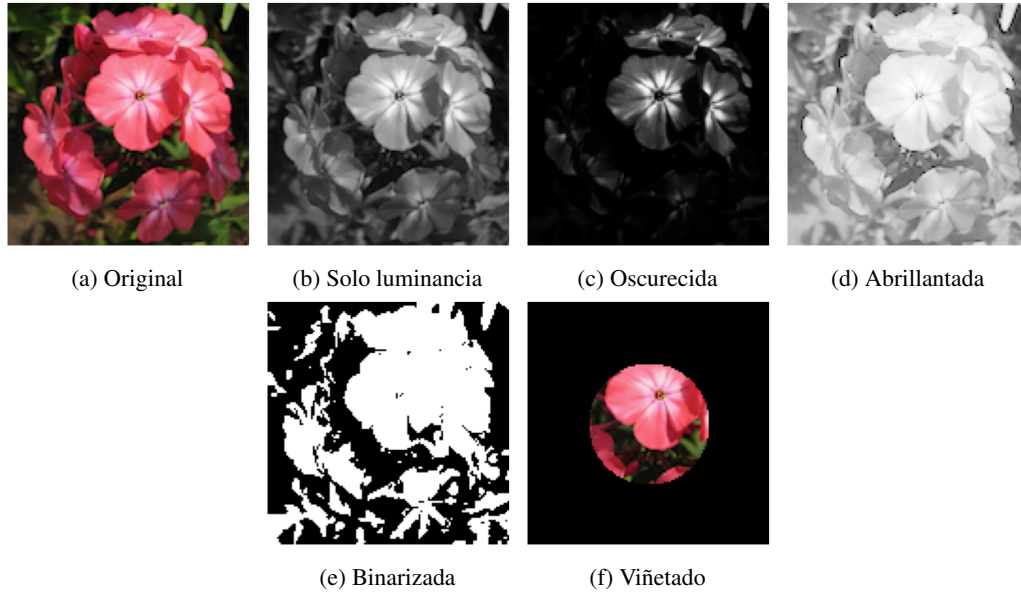 (a) Original
(b) Solo luminancia
(c) Oscurecida
(d) Abrillantada
(e) Binarizada
(f) Viñetado